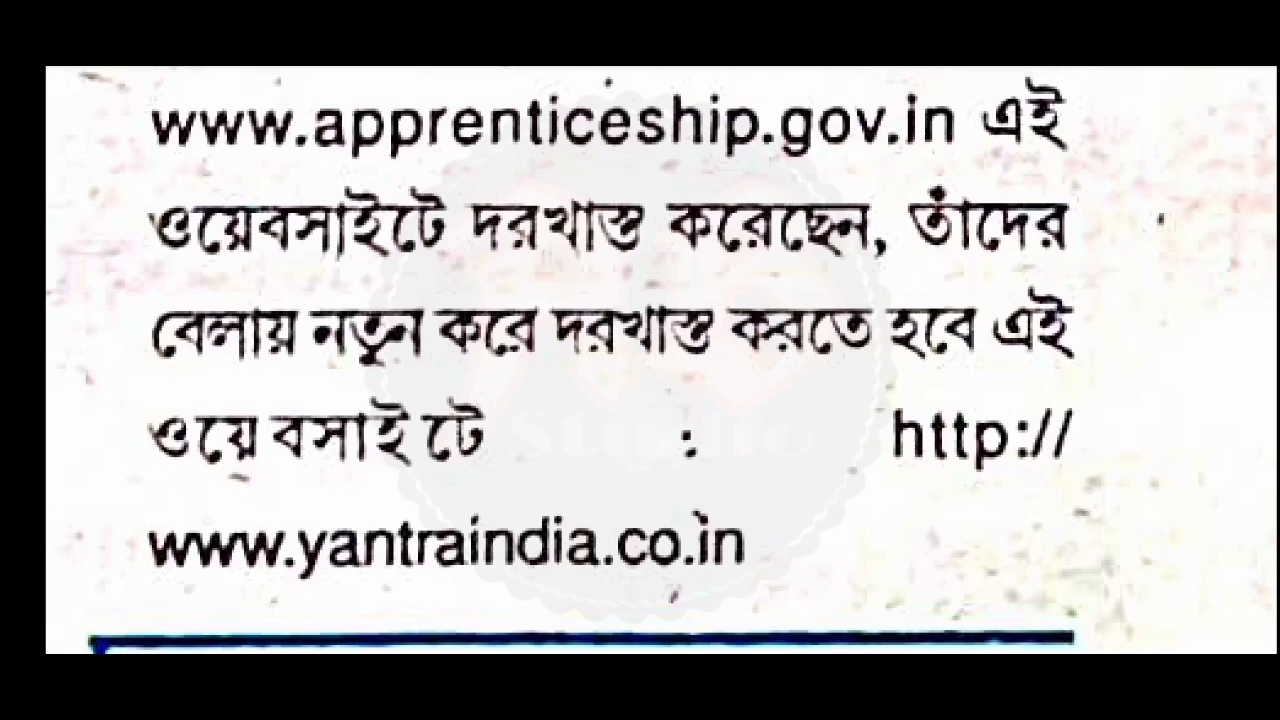 www.apprenticeship.gov.in এই
ওয়েবসাইটে দরখাস্ত করেছেন, তাঁদের
বেলায় নতুন করে দরখাস্ত করতে হবে এই
ওয়েবসাইটে : http://
www.yantraindia.co.in
Studio